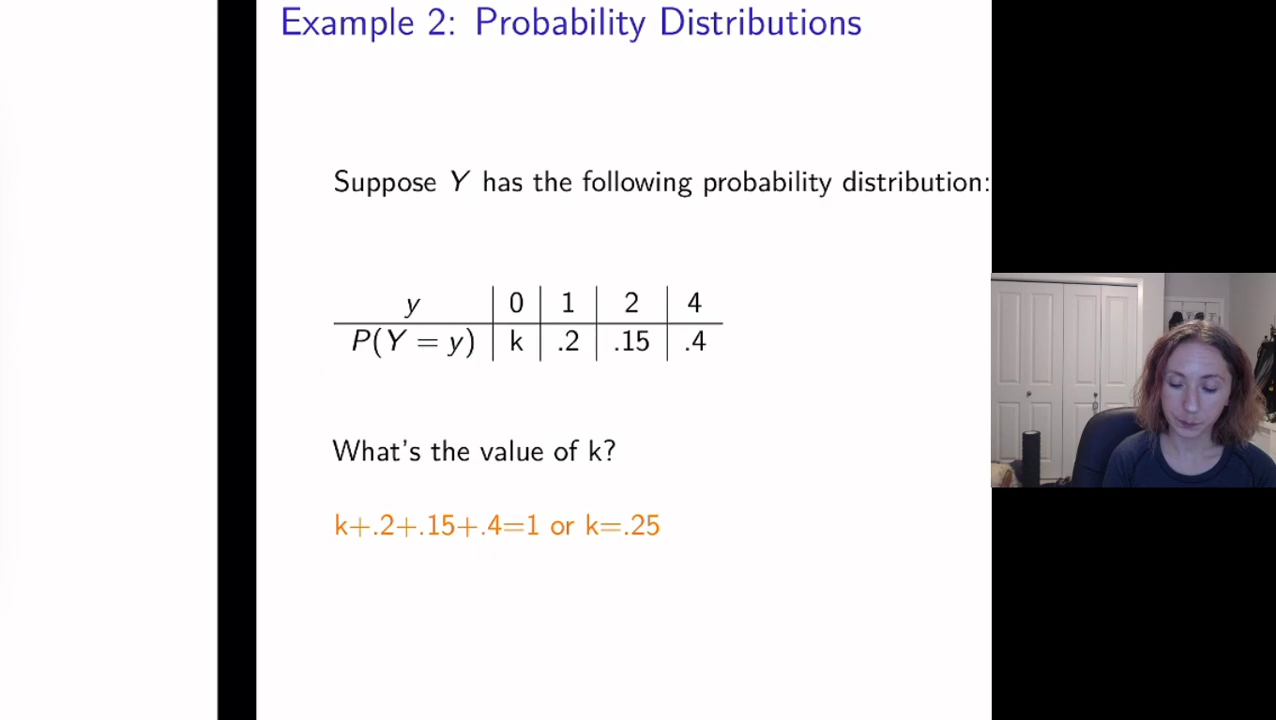 Example 2: Probability Distributions
Suppose Y has the following probability distribution:
y 0 1 2 4
P(Y = y) k .2 .15 .4
What's the value of k?
k+.2+.15+.4=1 or k=.25